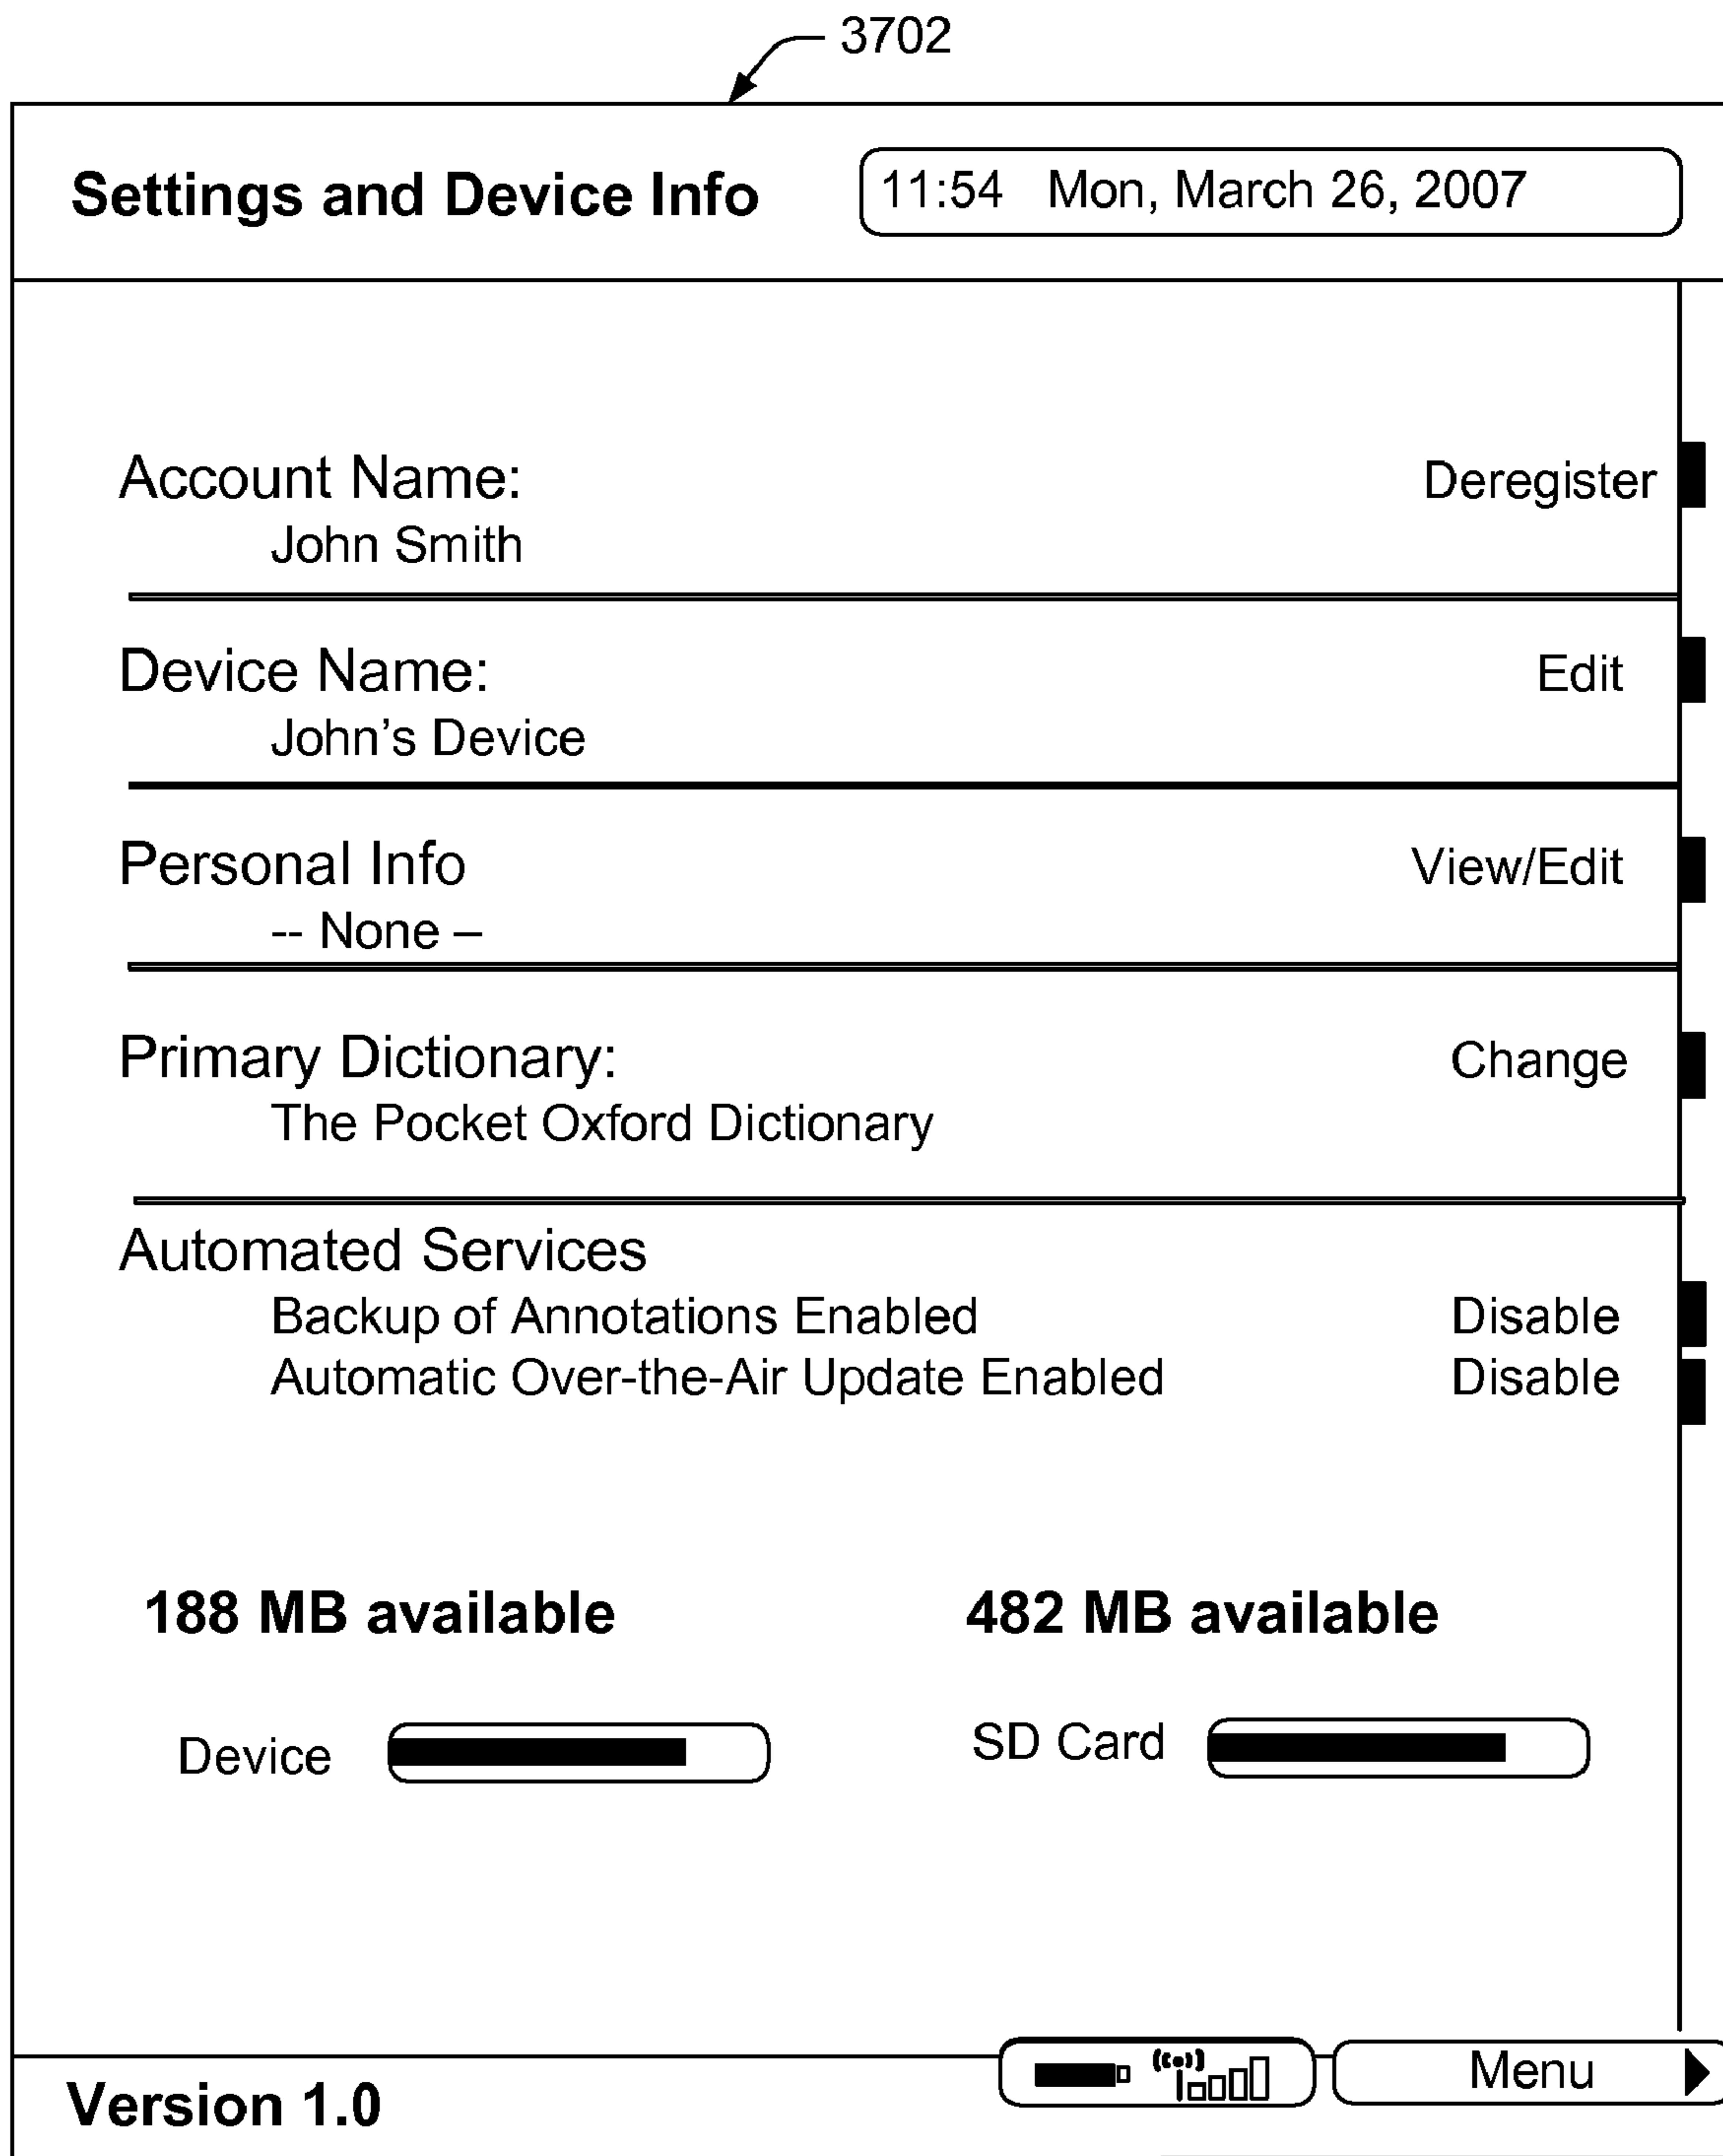 3702
Settings and Device Info 11:54 Mon, March 26, 2007
Account Name: Deregister
John Smith
Device Name: Edit
John’s Device
Personal Info View/Edit
-- None –
Primary Dictionary: Change
The Pocket Oxford Dictionary
Automated Services
Backup of Annotations Enabled Disable
Automatic Over-the-Air Update Enabled Disable
188 MB available 482 MB available
Device SD Card
Menu
Version 1.0